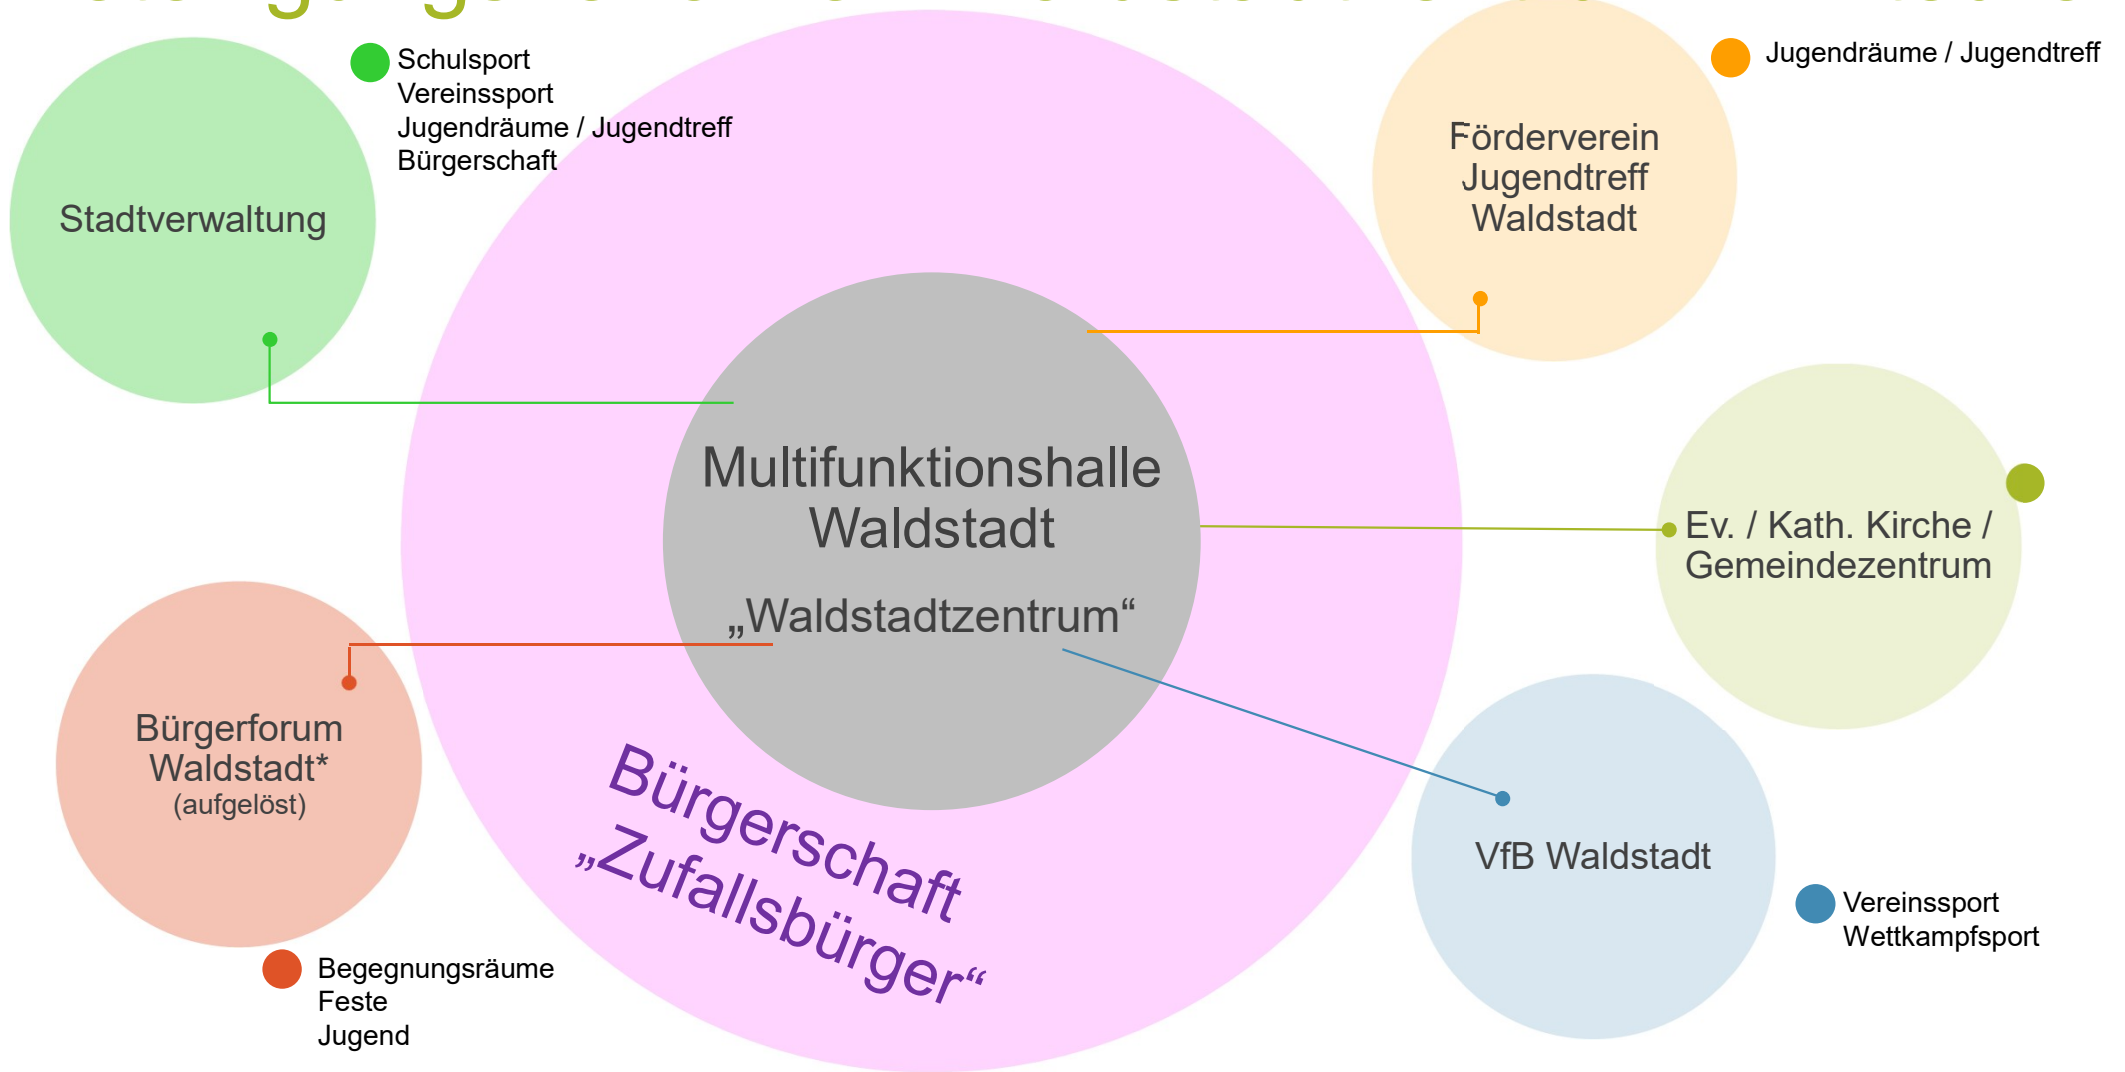 Schulsport
Vereinssport
Jugendräume / Jugendtreff
Bürgerschaft
Stadtverwaltung
Jugendräume / Jugendtreff
Förderverein
Jugendtreff
Waldstadt
Multifunktionshalle
Waldstadt
„Waldstadtzentrum“
Ev. / Kath. Kirche /
Gemeindezentrum
Bürgerforum
Waldstadt*
(aufgelöst)
Begegnungsräume
Feste
Jugend
Bürgerschaft
„Zufallsbürger“
VfB Waldstadt
Vereinssport
Wettkampfsport